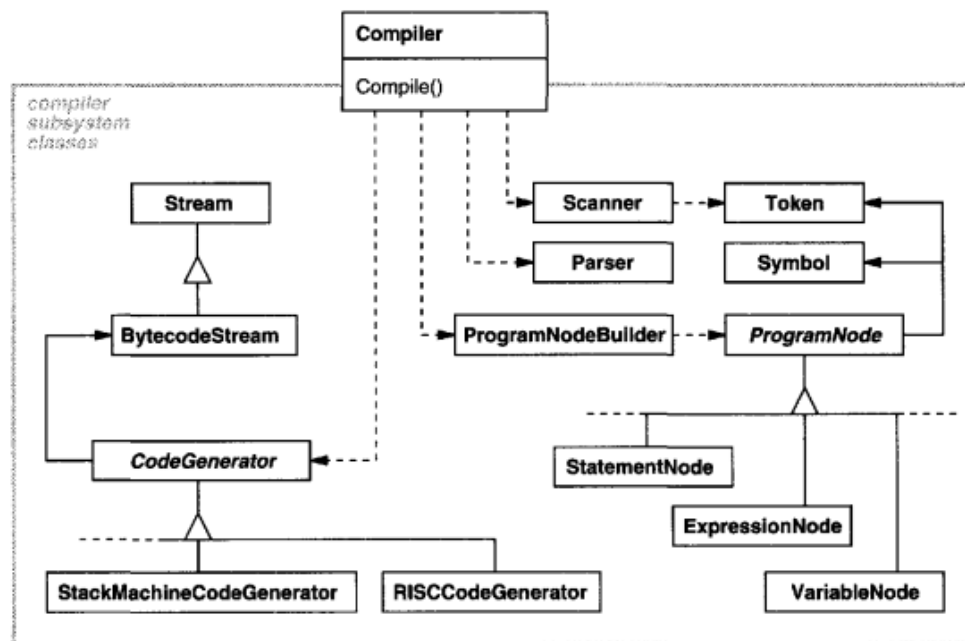 Compiler
Compile()
compiler
subsystem
classes
Stream
Scanner
Token
Parser
Symbol
BytecodeStream
ProgramNodeBuilder
ProgramNode
CodeGenerator
StatementNode
ExpressionNode
StackMachineCodeGenerator
RISCCodeGenerator
VariableNode